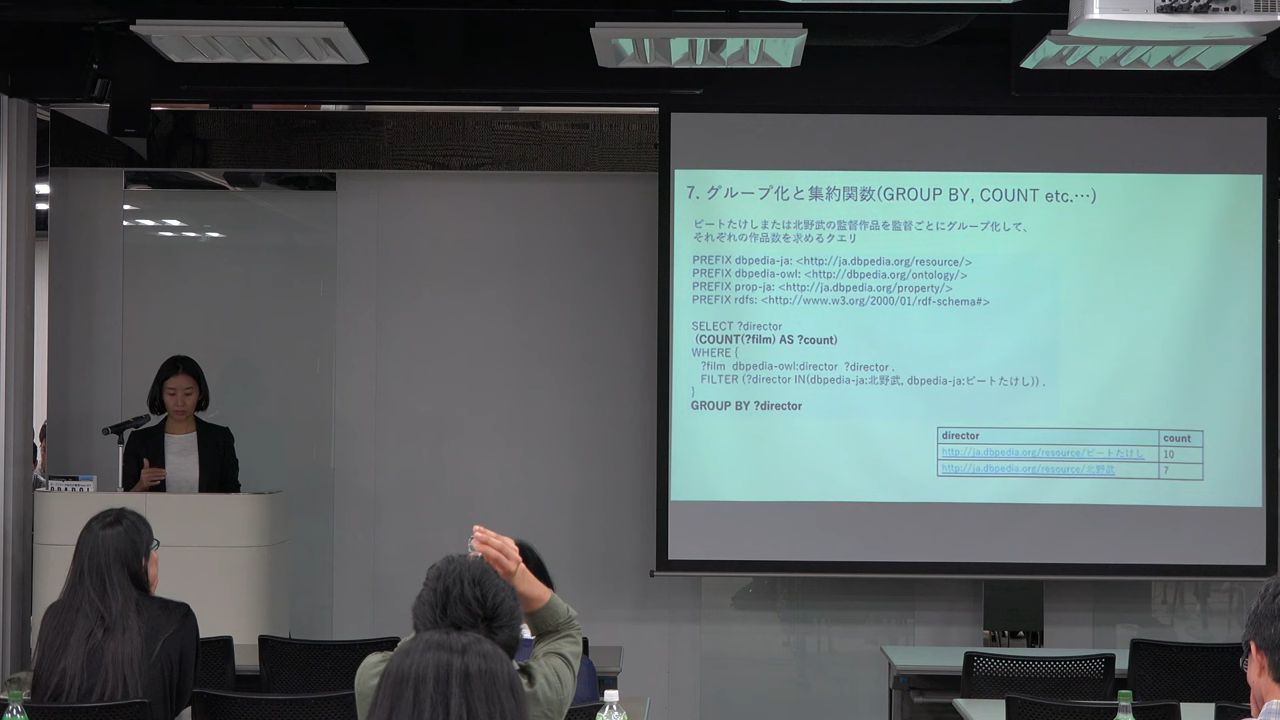 7. グループ化と集約関数(GROUP BY, COUNT etc.…)
ビートたけしまたは北野武の監督作品を監督ごとにグループ化して、
それぞれの作品数を求めるクエリ
PREFIX dbpedia-ja: <http://ja.dbpedia.org/resource/>
PREFIX dbpedia-owl: <http://dbpedia.org/ontology/>
PREFIX prop-ja: <http://ja.dbpedia.org/property/>
PREFIX rdfs: <http://www.w3.org/2000/01/rdf-schema#>
SELECT ?director
(COUNT(?film) AS ?count)
WHERE {
?film dbpedia-owl:director ?director .
FILTER (?director IN(dbpedia-ja:北野武, dbpedia-ja:ビートたけし)) .
}
GROUP BY ?director
director count
http://ja.dbpedia.org/resource/ビートたけし 10
http://ja.dbpedia.org/resource/北野武 7